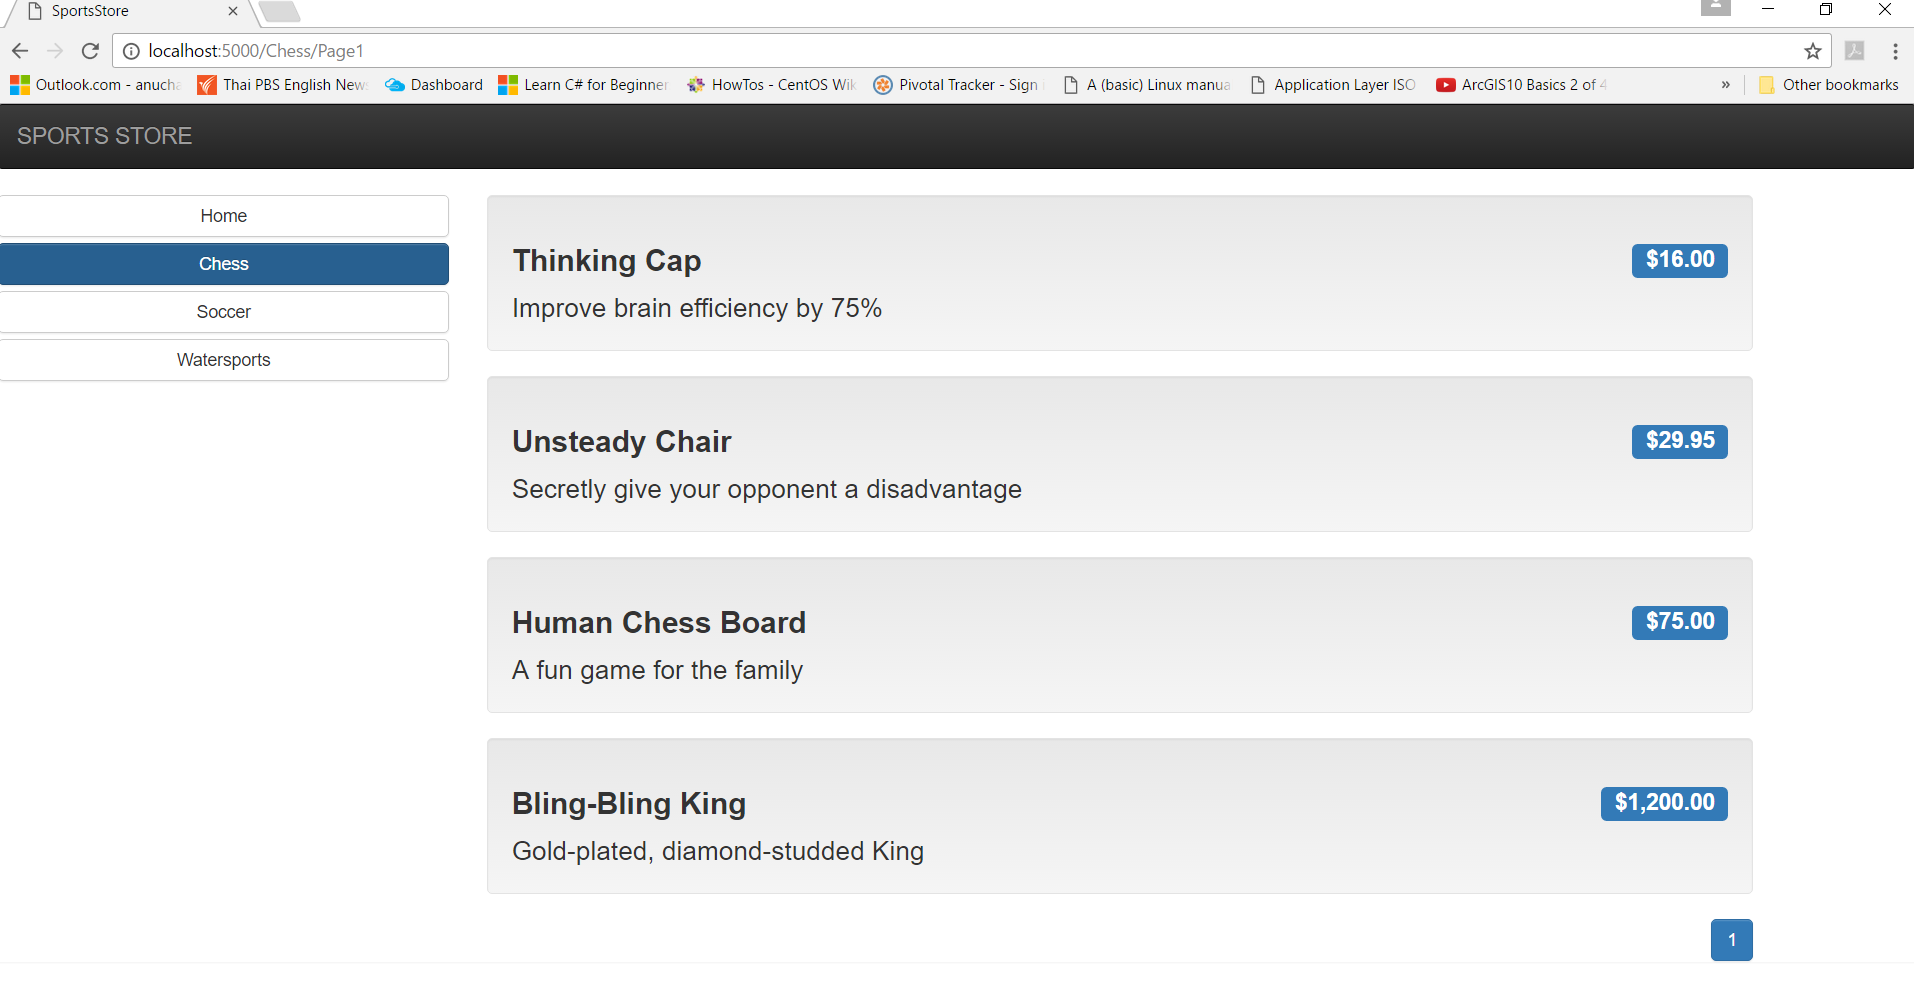 SportsStore
localhost:5000/Chess/Page1
Outlook.com - anucha Thai PBS English New Dashboard Learn C# for Beginner HowTos - CentOS Wik Pivotal Tracker - Sign A (basic) Linux manua Application Layer ISO ArcGIS10 Basics 2 of 4 » Other bookmarks
SPORTS STORE
Home
Chess
Soccer
Watersports
Thinking Cap $16.00
Improve brain efficiency by 75%
Unsteady Chair $29.95
Secretly give your opponent a disadvantage
Human Chess Board $75.00
A fun game for the family
Bling-Bling King $1,200.00
Gold-plated, diamond-studded King
1